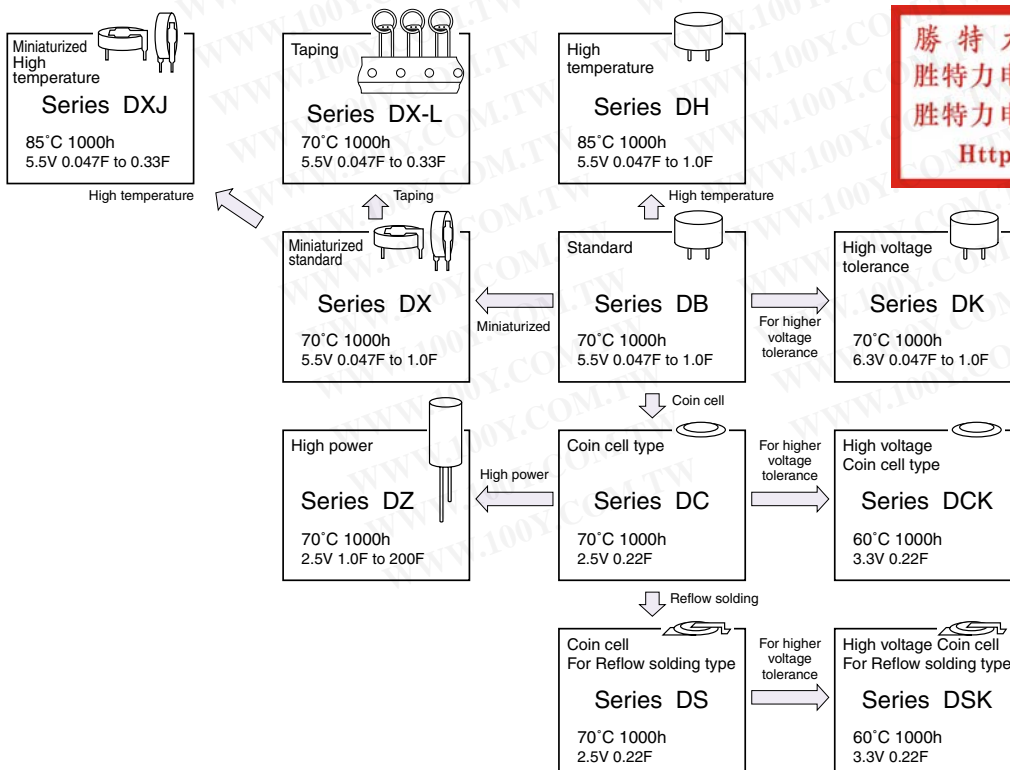 Miniaturized
High
temperature
Series DXJ
85°C 1000h
5.5V 0.047F to 0.33F
Taping
Series DX-L
70°C 1000h
5.5V 0.047F to 0.33F
High
temperature
Series DH
85°C 1000h
5.5V 0.047F to 1.0F
勝 特
胜特力
胜特力
Http
High temperature
Taping
High temperature
Miniaturized
standard
Series DX
70°C 1000h
5.5V 0.047F to 1.0F
Miniaturized
Standard
Series DB
70°C 1000h
5.5V 0.047F to 1.0F
For higher
voltage
tolerance
High voltage
tolerance
Series DK
70°C 1000h
6.3V 0.047F to 1.0F
Coin cell
High power
Series DZ
70°C 1000h
2.5V 1.0F to 200F
High power
Coin cell type
Series DC
70°C 1000h
2.5V 0.22F
For higher
voltage
tolerance
High voltage
Coin cell type
Series DCK
60°C 1000h
3.3V 0.22F
Reflow solding
Coin cell
For Reflow solding type
Series DS
70°C 1000h
2.5V 0.22F
For higher
voltage
tolerance
High voltage Coin cell
For Reflow solding type
Series DSK
60°C 1000h
3.3V 0.22F
WWW.100Y.COM.TW